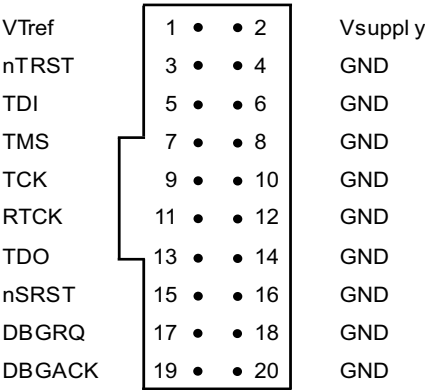 VTref 1 2 Vsupply
nTRST 3 4 GND
TDI 5 6 GND
TMS 7 8 GND
TCK 9 10 GND
RTCK 11 12 GND
TDO 13 14 GND
nSRST 15 16 GND
DBGRQ 17 18 GND
DBGACK 19 20 GND